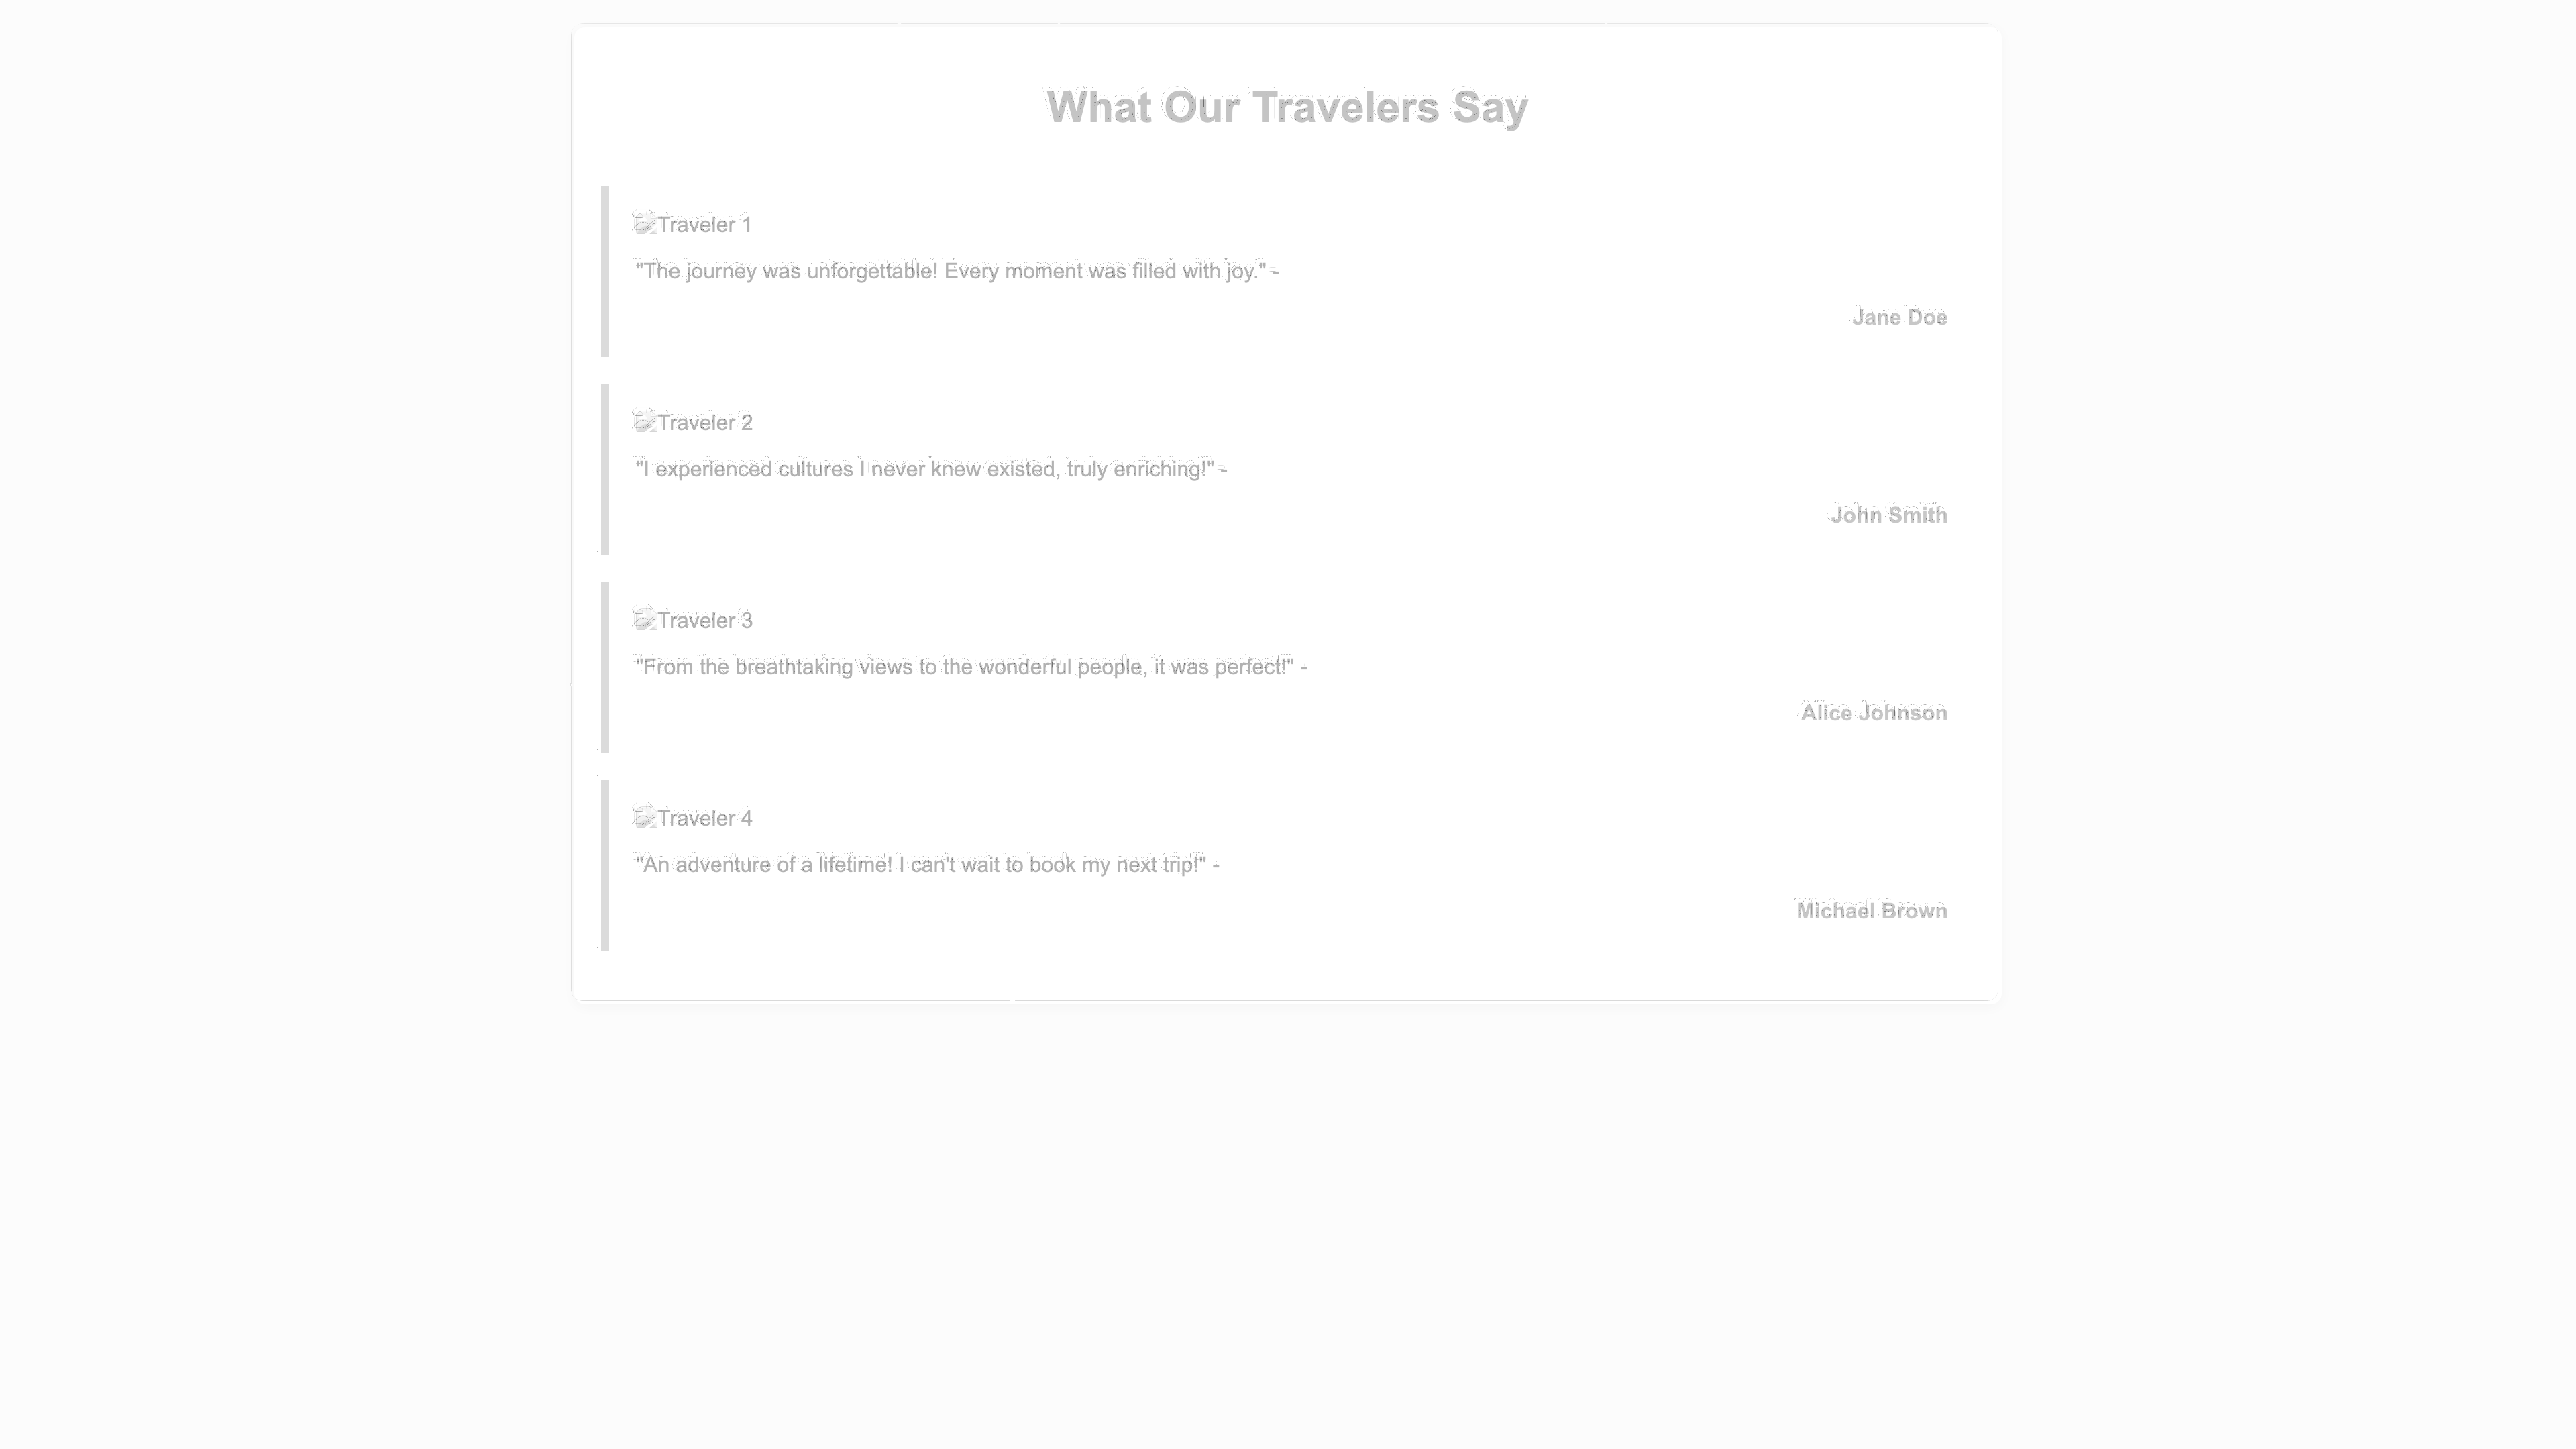 What Our Travelers Say
Traveler 1
"The journey was unforgettable! Every moment was filled with joy." -
Jane Doe
Traveler 2
"I experienced cultures I never knew existed, truly enriching!" -
John Smith
Traveler 3
"From the breathtaking views to the wonderful people, it was perfect!" -
Alice Johnson
Traveler 4
"An adventure of a lifetime! I can't wait to book my next trip!" -
Michael Brown